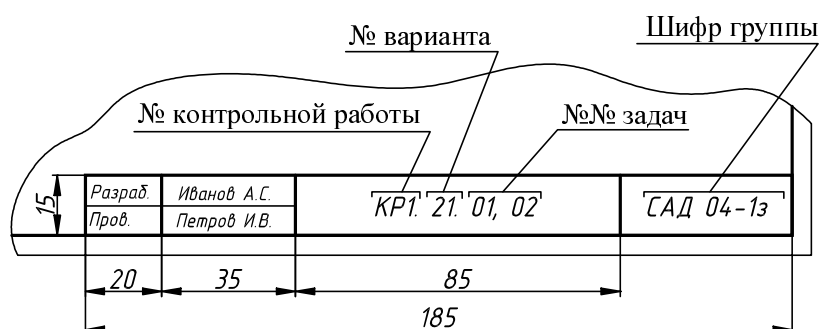 Шифр группы
№ варианта
№ контрольной работы
№№ задач
Разраб. Иванов А.С. КР1. 21. 01, 02 САД 04-1з
Пров. Петров И.В.
15
20 35 85
185